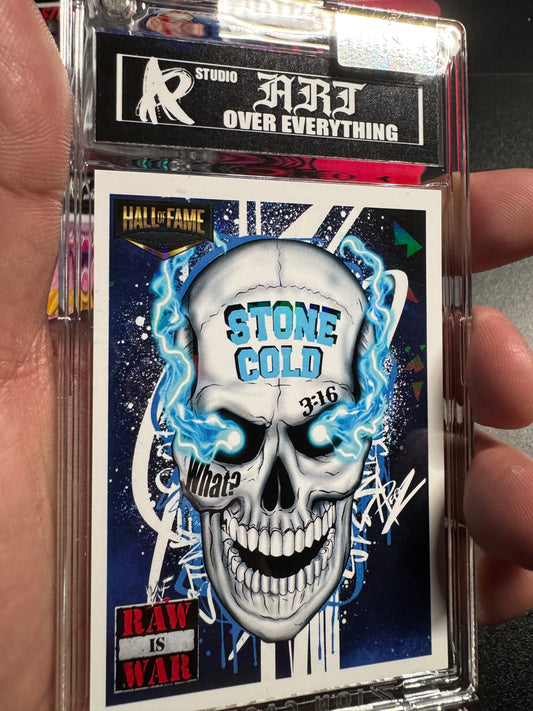 STUDIO
ART
OVER EVERYTHING
HALL OF FAME
STONE
COLD
3:16
What?
RAW
IS
WAR